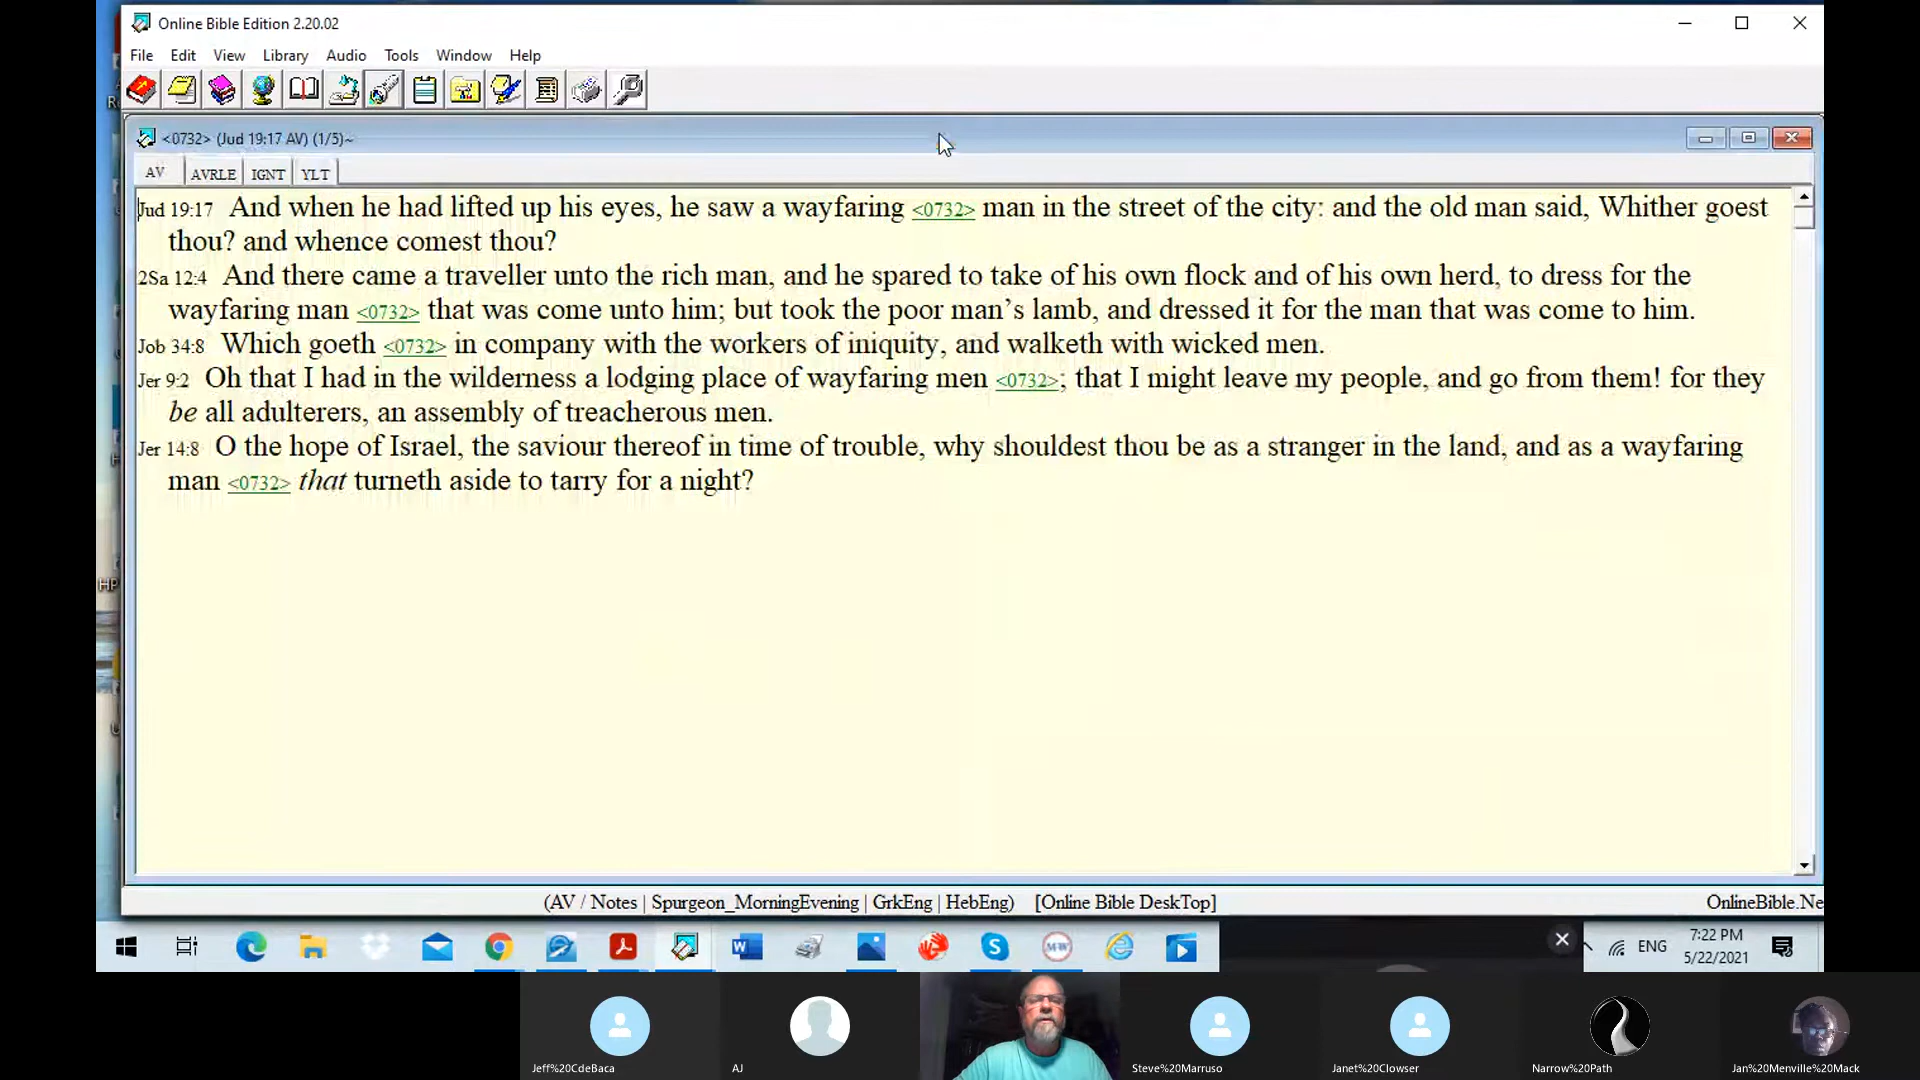 Online Bible Edition 2.20.02
File Edit View Library Audio Tools Window Help
<0732> (Jud 19:17 AV) (1/5)~
AV AVRLE IGNT YLT
Jud 19:17 And when he had lifted up his eyes, he saw a wayfaring <0732> man in the street of the city: and the old man said, Whither goest
thou? and whence comest thou?
2Sa 12:4 And there came a traveller unto the rich man, and he spared to take of his own flock and of his own herd, to dress for the
wayfaring man <0732> that was come unto him; but took the poor man’s lamb, and dressed it for the man that was come to him.
Job 34:8 Which goeth <0732> in company with the workers of iniquity, and walketh with wicked men.
Jer 9:2 Oh that I had in the wilderness a lodging place of wayfaring men <0732>; that I might leave my people, and go from them! for they
be all adulterers, an assembly of treacherous men.
Jer 14:8 O the hope of Israel, the saviour thereof in time of trouble, why shouldest thou be as a stranger in the land, and as a wayfaring
man <0732> that turneth aside to tarry for a night?
HP
(AV / Notes | Spurgeon_MorningEvening | GrkEng | HebEng) [Online Bible DeskTop] OnlineBible.Ne
ENG 7:22 PM
5/22/2021
Jeff%20CdeBaca AJ Steve%20Marruso Janet%20Clowser Narrow%20Path Jan%20Menville%20Mack